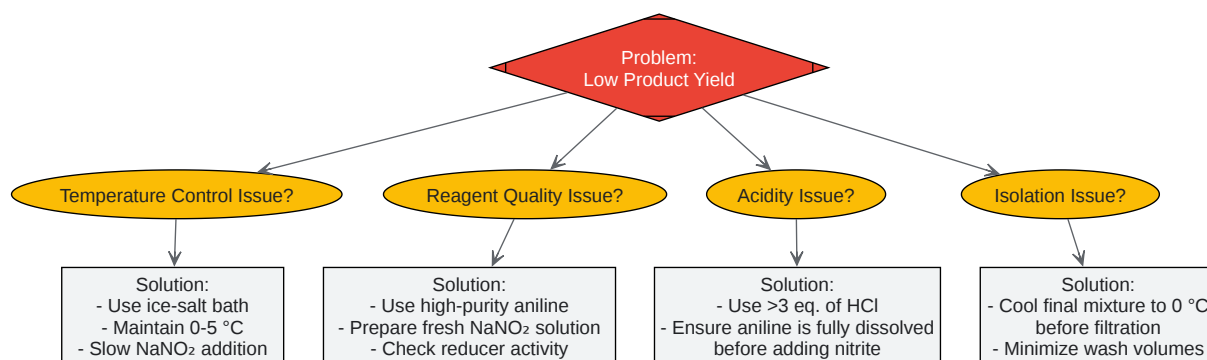 Problem:
Low Product Yield
Temperature Control Issue?
Reagent Quality Issue?
Acidity Issue?
Isolation Issue?
Solution:
- Use ice-salt bath
- Maintain 0-5 °C
- Slow NaNO₂ addition
Solution:
- Use high-purity aniline
- Prepare fresh NaNO₂ solution
- Check reducer activity
Solution:
- Use >3 eq. of HCl
- Ensure aniline is fully dissolved
before adding nitrite
Solution:
- Cool final mixture to 0 °C
before filtration
- Minimize wash volumes